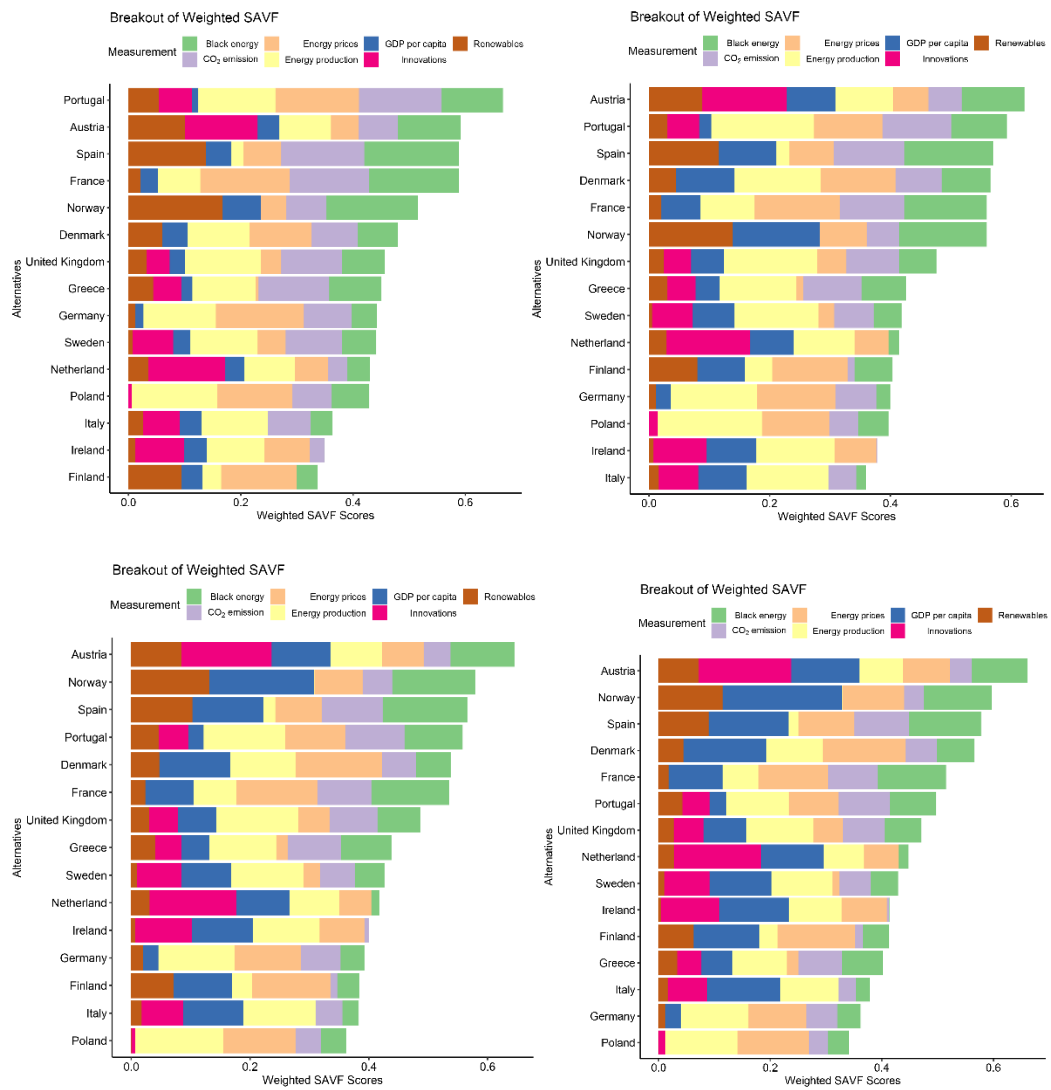 Breakout of Weighted SAVF
Measurement
Black energy
Energy prices
GDP per capita
Renewables
CO₂ emission
Energy production
Innovations
Alternatives
Portugal
Austria
Spain
France
Norway
Denmark
United Kingdom
Greece
Germany
Sweden
Netherland
Poland
Italy
Ireland
Finland
0.0 0.2 0.4 0.6
Weighted SAVF Scores
Breakout of Weighted SAVF
Measurement
Black energy
Energy prices
GDP per capita
Renewables
CO₂ emission
Energy production
Innovations
Alternatives
Austria
Portugal
Spain
Denmark
France
Norway
United Kingdom
Greece
Sweden
Netherland
Finland
Germany
Poland
Ireland
Italy
0.0 0.2 0.4 0.6
Weighted SAVF Scores
Breakout of Weighted SAVF
Measurement
Black energy
Energy prices
GDP per capita
Renewables
CO₂ emission
Energy production
Innovations
Alternatives
Austria
Norway
Spain
Portugal
Denmark
France
United Kingdom
Greece
Sweden
Netherland
Ireland
Germany
Finland
Italy
Poland
0.0 0.2 0.4 0.6
Weighted SAVF Scores
Breakout of Weighted SAVF
Measurement
Black energy
Energy prices
GDP per capita
Renewables
CO₂ emission
Energy production
Innovations
Alternatives
Austria
Norway
Spain
Denmark
France
Portugal
United Kingdom
Netherland
Sweden
Ireland
Finland
Greece
Italy
Germany
Poland
0.0 0.2 0.4 0.6
Weighted SAVF Scores